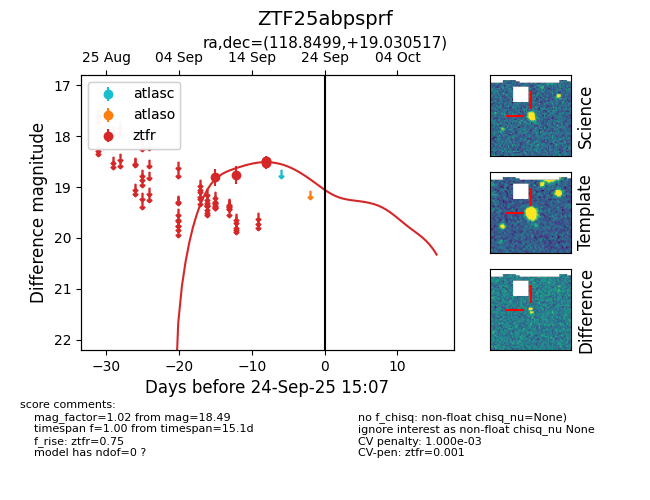 ZTF25abpsprf
ra,dec=(118.8499,+19.030517)
25 Aug 04 Sep 14 Sep 24 Sep 04 Oct
atlasc
atlaso
ztfr
17
18
19
20
21
22
Difference magnitude
−30 −20 −10 0 10
Days before 24-Sep-25 15:07
Science
Template
Difference
score comments:
mag_factor=1.02 from mag=18.49
timespan f=1.00 from timespan=15.1d
f_rise: ztfr=0.75
model has ndof=0 ?
no f_chisq: non-float chisq_nu=None)
ignore interest as non-float chisq_nu None
CV penalty: 1.000e-03
CV-pen: ztfr=0.001